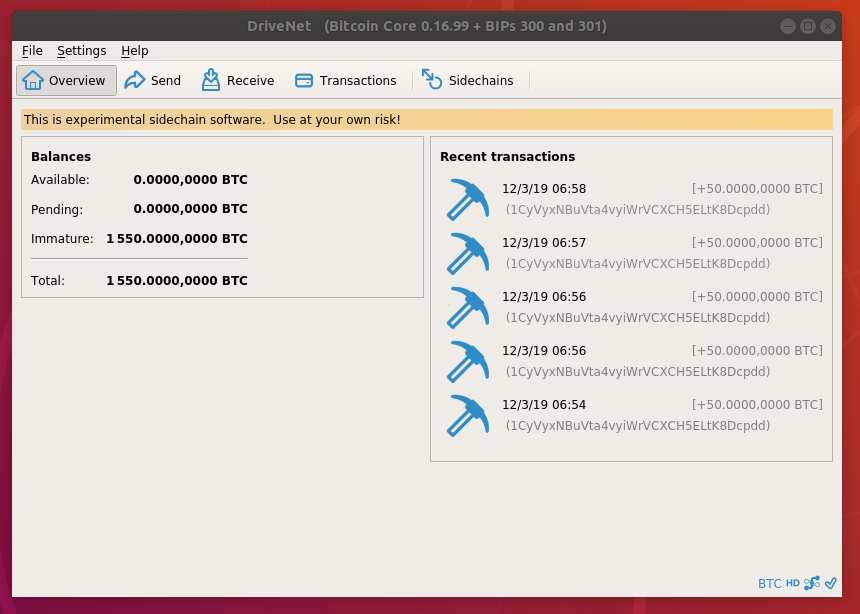 DriveNet (Bitcoin Core 0.16.99 + BIPs 300 and 301)
File Settings Help
Overview Send Receive Transactions Sidechains
This is experimental sidechain software. Use at your own risk!
Balances
Available: 0.0000,0000 BTC
Pending: 0.0000,0000 BTC
Immature: 1 550.0000,0000 BTC
Total: 1 550.0000,0000 BTC
Recent transactions
12/3/19 06:58 [+50.0000,0000 BTC]
(1CyVyxNBuVta4vyiWrVCXCH5ELtK8Dcpdd)
12/3/19 06:57 [+50.0000,0000 BTC]
(1CyVyxNBuVta4vyiWrVCXCH5ELtK8Dcpdd)
12/3/19 06:56 [+50.0000,0000 BTC]
(1CyVyxNBuVta4vyiWrVCXCH5ELtK8Dcpdd)
12/3/19 06:56 [+50.0000,0000 BTC]
(1CyVyxNBuVta4vyiWrVCXCH5ELtK8Dcpdd)
12/3/19 06:54 [+50.0000,0000 BTC]
(1CyVyxNBuVta4vyiWrVCXCH5ELtK8Dcpdd)
BTC HD